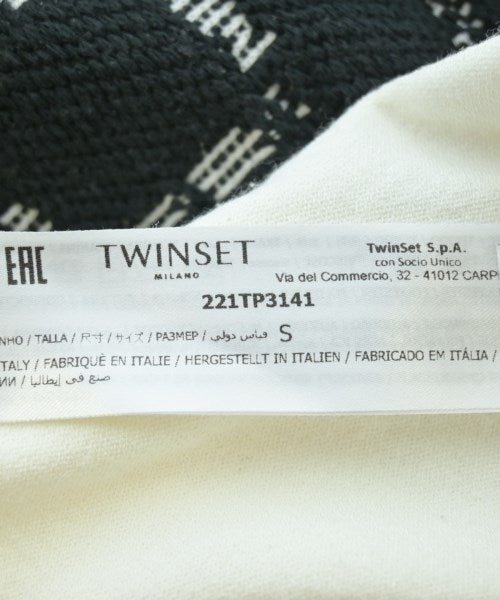 EAC TWINSET
MILANO
TwinSet S.p.A.
con Socio Unico
Via del Commercio, 32 - 41012 CARP
221TP3141
NHO / TALLA / 尺寸 / サイズ / РАЗМЕР / قياس دولي S
TALY / FABRIQUÉ EN ITALIE / HERGESTELLT IN ITALIEN / FABRICADO EM ITÁLIA /
صنع في إيطاليا /